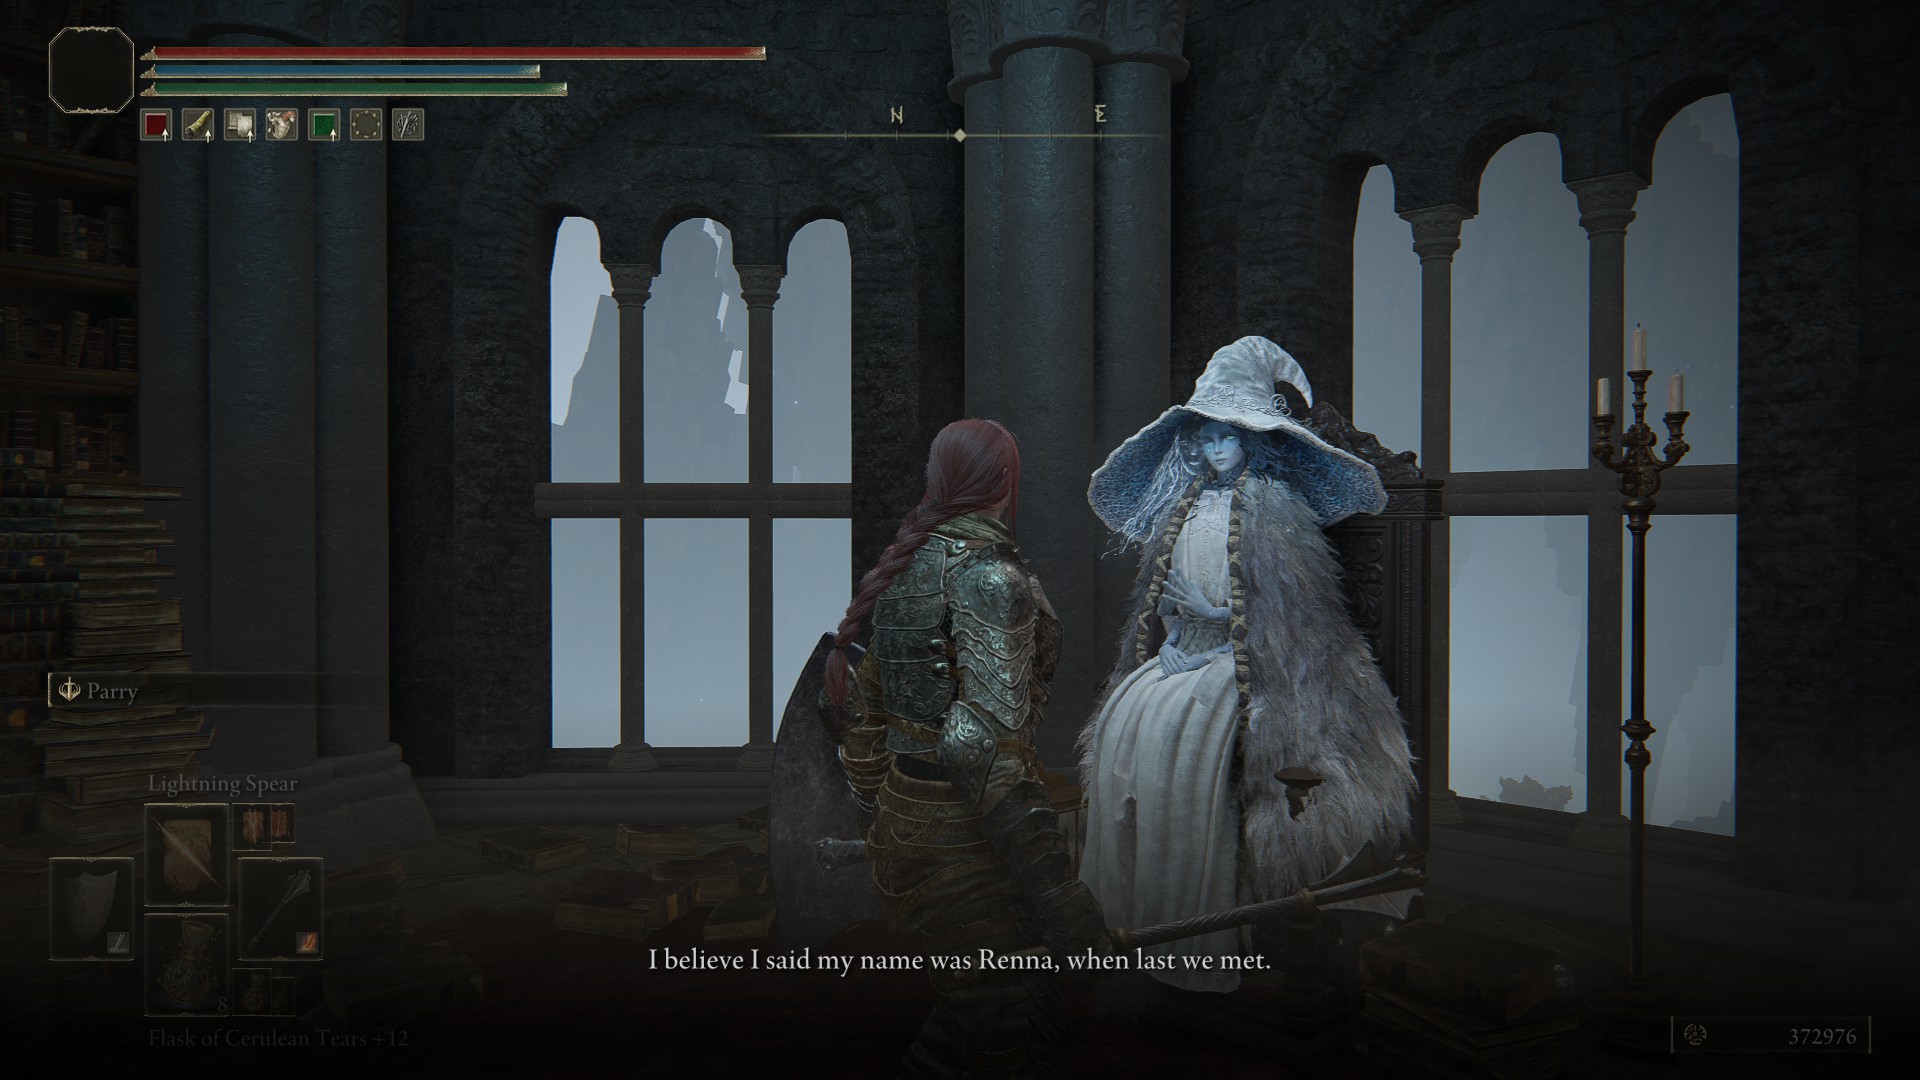 N
E
Parry
Lightning Spear
8
Flask of Cerulean Tears +12
I believe I said my name was Renna, when last we met.
372976